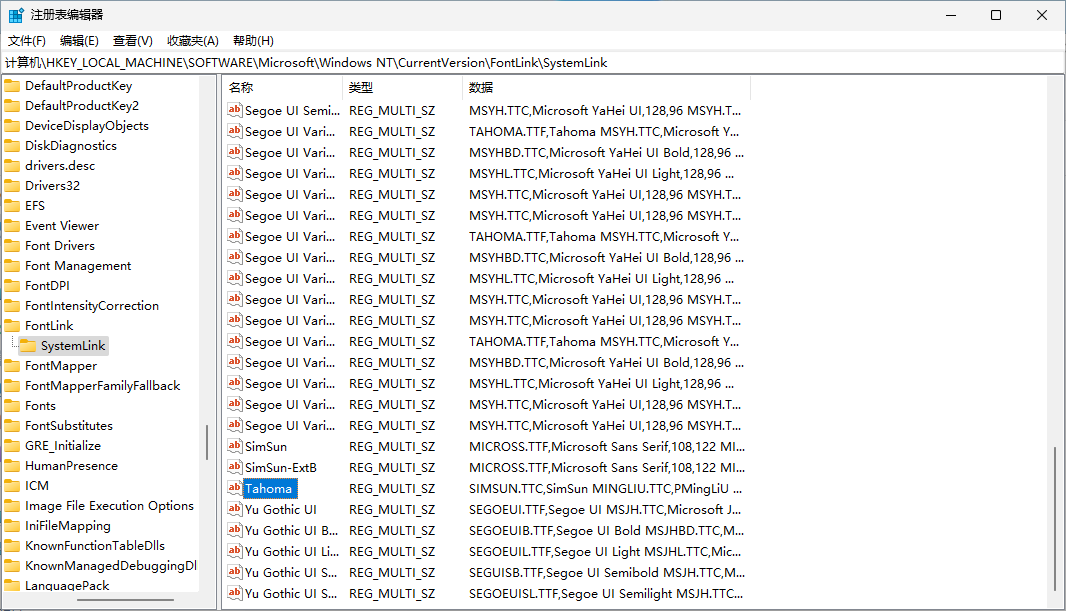 注册表编辑器
文件(F) 编辑(E) 查看(V) 收藏夹(A) 帮助(H)
计算机\HKEY_LOCAL_MACHINE\SOFTWARE\Microsoft\Windows NT\CurrentVersion\FontLink\SystemLink
DefaultProductKey
DefaultProductKey2
DeviceDisplayObjects
DiskDiagnostics
drivers.desc
Drivers32
EFS
Event Viewer
Font Drivers
Font Management
FontDPI
FontIntensityCorrection
FontLink
SystemLink
FontMapper
FontMapperFamilyFallback
Fonts
FontSubstitutes
GRE_Initialize
HumanPresence
ICM
Image File Execution Options
IniFileMapping
KnownFunctionTableDlls
KnownManagedDebuggingDl
LanguagePack
名称 类型 数据
Segoe UI Semi... REG_MULTI_SZ MSYH.TTC,Microsoft YaHei UI,128,96 MSYH.T...
Segoe UI Vari... REG_MULTI_SZ TAHOMA.TTF,Tahoma MSYH.TTC,Microsoft Y...
Segoe UI Vari... REG_MULTI_SZ MSYHBD.TTC,Microsoft YaHei UI Bold,128,96 ...
Segoe UI Vari... REG_MULTI_SZ MSYHL.TTC,Microsoft YaHei UI Light,128,96 ...
Segoe UI Vari... REG_MULTI_SZ MSYH.TTC,Microsoft YaHei UI,128,96 MSYH.T...
Segoe UI Vari... REG_MULTI_SZ MSYH.TTC,Microsoft YaHei UI,128,96 MSYH.T...
Segoe UI Vari... REG_MULTI_SZ TAHOMA.TTF,Tahoma MSYH.TTC,Microsoft Y...
Segoe UI Vari... REG_MULTI_SZ MSYHBD.TTC,Microsoft YaHei UI Bold,128,96 ...
Segoe UI Vari... REG_MULTI_SZ MSYHL.TTC,Microsoft YaHei UI Light,128,96 ...
Segoe UI Vari... REG_MULTI_SZ MSYH.TTC,Microsoft YaHei UI,128,96 MSYH.T...
Segoe UI Vari... REG_MULTI_SZ MSYH.TTC,Microsoft YaHei UI,128,96 MSYH.T...
Segoe UI Vari... REG_MULTI_SZ TAHOMA.TTF,Tahoma MSYH.TTC,Microsoft Y...
Segoe UI Vari... REG_MULTI_SZ MSYHBD.TTC,Microsoft YaHei UI Bold,128,96 ...
Segoe UI Vari... REG_MULTI_SZ MSYHL.TTC,Microsoft YaHei UI Light,128,96 ...
Segoe UI Vari... REG_MULTI_SZ MSYH.TTC,Microsoft YaHei UI,128,96 MSYH.T...
Segoe UI Vari... REG_MULTI_SZ MSYH.TTC,Microsoft YaHei UI,128,96 MSYH.T...
SimSun REG_MULTI_SZ MICROSS.TTF,Microsoft Sans Serif,108,122 MI...
SimSun-ExtB REG_MULTI_SZ MICROSS.TTF,Microsoft Sans Serif,108,122 MI...
Tahoma REG_MULTI_SZ SIMSUN.TTC,SimSun MINGLIU.TTC,PMingLiU ...
Yu Gothic UI REG_MULTI_SZ SEGOEUI.TTF,Segoe UI MSJH.TTC,Microsoft J...
Yu Gothic UI B... REG_MULTI_SZ SEGOEUIB.TTF,Segoe UI Bold MSJHBD.TTC,M...
Yu Gothic UI Li... REG_MULTI_SZ SEGOEUIL.TTF,Segoe UI Light MSJHL.TTC,Mic...
Yu Gothic UI S... REG_MULTI_SZ SEGUISB.TTF,Segoe UI Semibold MSJH.TTC,M...
Yu Gothic UI S... REG_MULTI_SZ SEGOEUISL.TTF,Segoe UI Semilight MSJH.TTC,...